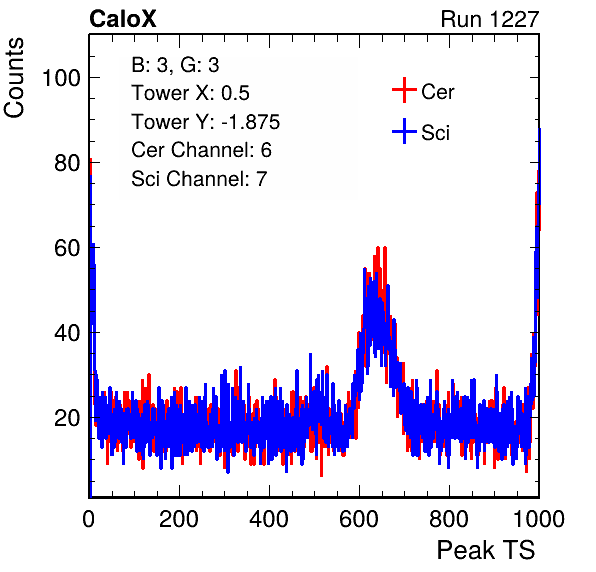 CaloX Run 1227
Counts
B: 3, G: 3
Tower X: 0.5
Tower Y: -1.875
Cer Channel: 6
Sci Channel: 7
Cer
Sci
100
80
60
40
20
0 200 400 600 800 1000
Peak TS